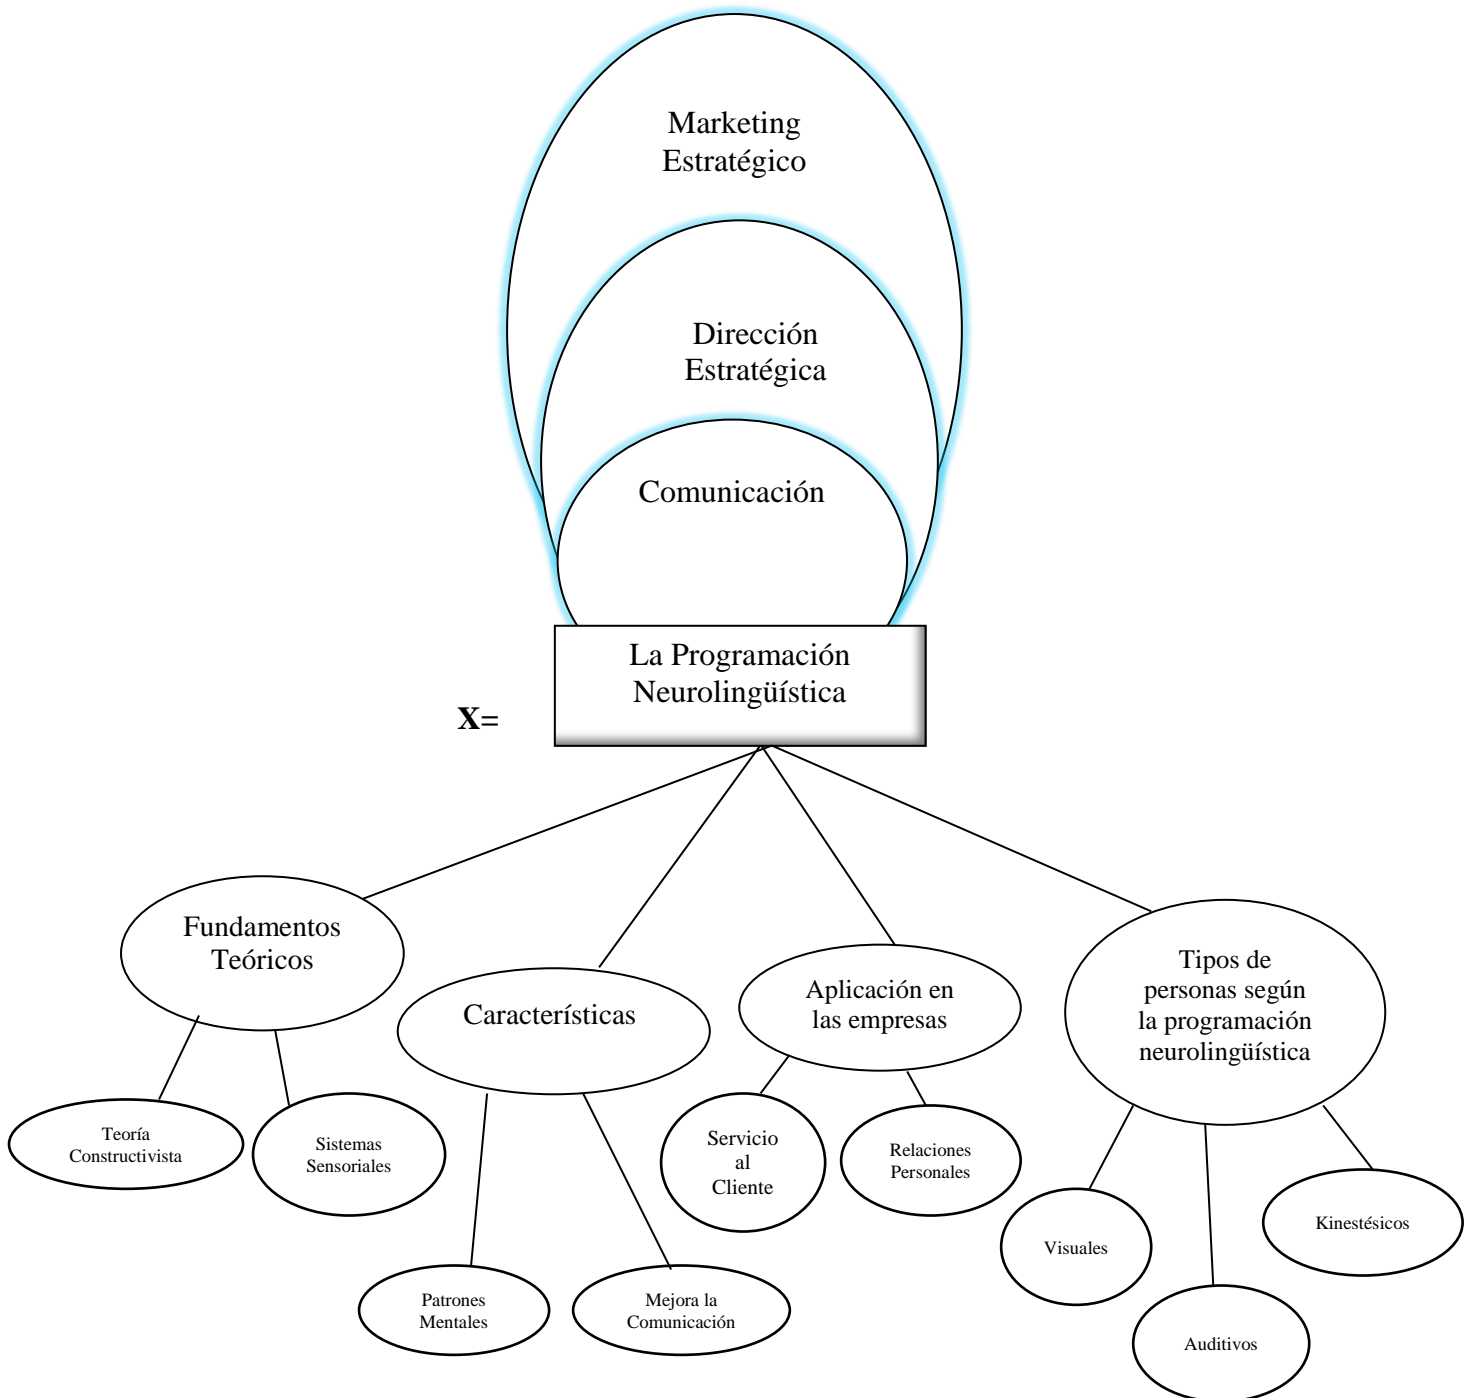 Marketing
Estratégico
Dirección
Estratégica
Comunicación
La Programación
Neurolingüística
X=
Fundamentos
Teóricos
Características
Aplicación en
las empresas
Tipos de
personas según
la programación
neurolingüística
Teoría
Constructivista
Sistemas
Sensoriales
Servicio
al
Cliente
Relaciones
Personales
Visuales
Kinestésicos
Patrones
Mentales
Mejora la
Comunicación
Auditivos